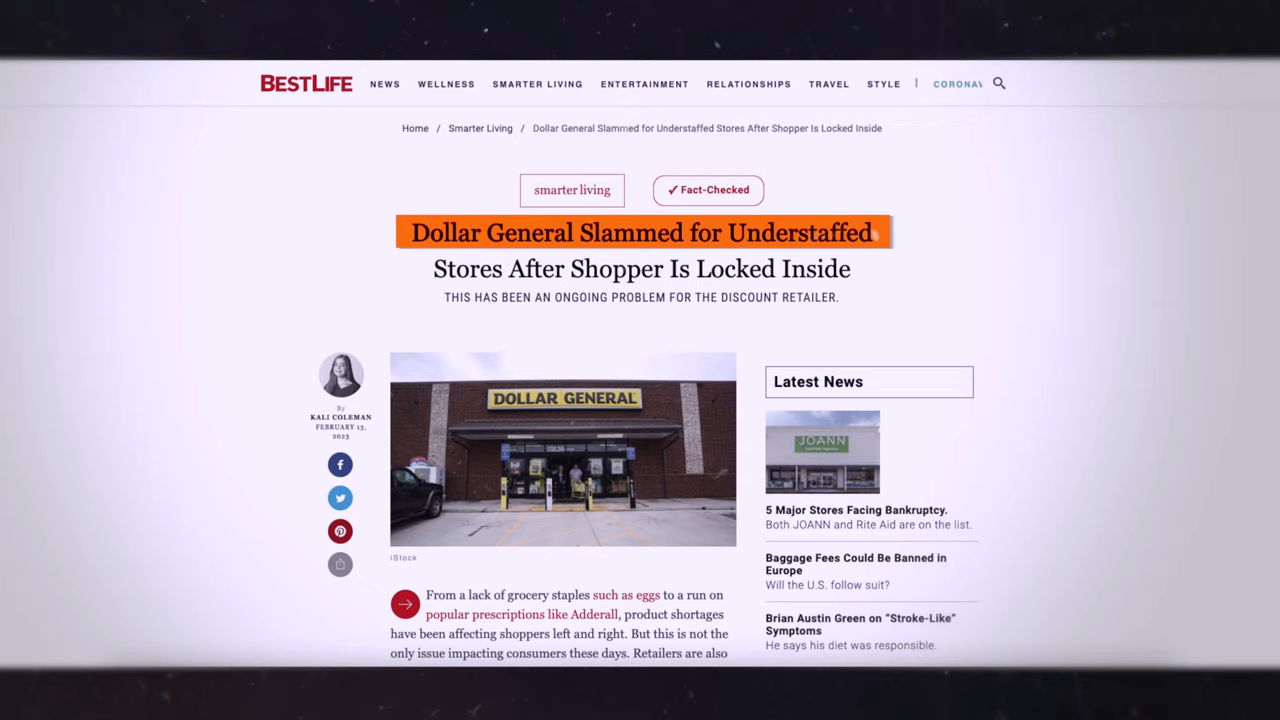 BESTLIFE NEWS WELLNESS SMARTER LIVING ENTERTAINMENT RELATIONSHIPS TRAVEL STYLE | CORONAV
Home / Smarter Living / Dollar General Slammed for Understaffed Stores After Shopper Is Locked Inside
smarter living
✓ Fact-Checked
Dollar General Slammed for Understaffed
Stores After Shopper Is Locked Inside
THIS HAS BEEN AN ONGOING PROBLEM FOR THE DISCOUNT RETAILER.
By
KALI COLEMAN
FEBRUARY 13,
2023
DOLLAR GENERAL
iStock
From a lack of grocery staples such as eggs to a run on
popular prescriptions like Adderall, product shortages
have been affecting shoppers left and right. But this is not the
only issue impacting consumers these days. Retailers are also
Latest News
JOANN
5 Major Stores Facing Bankruptcy.
Both JOANN and Rite Aid are on the list.
Baggage Fees Could Be Banned in
Europe
Will the U.S. follow suit?
Brian Austin Green on “Stroke-Like”
Symptoms
He says his diet was responsible.